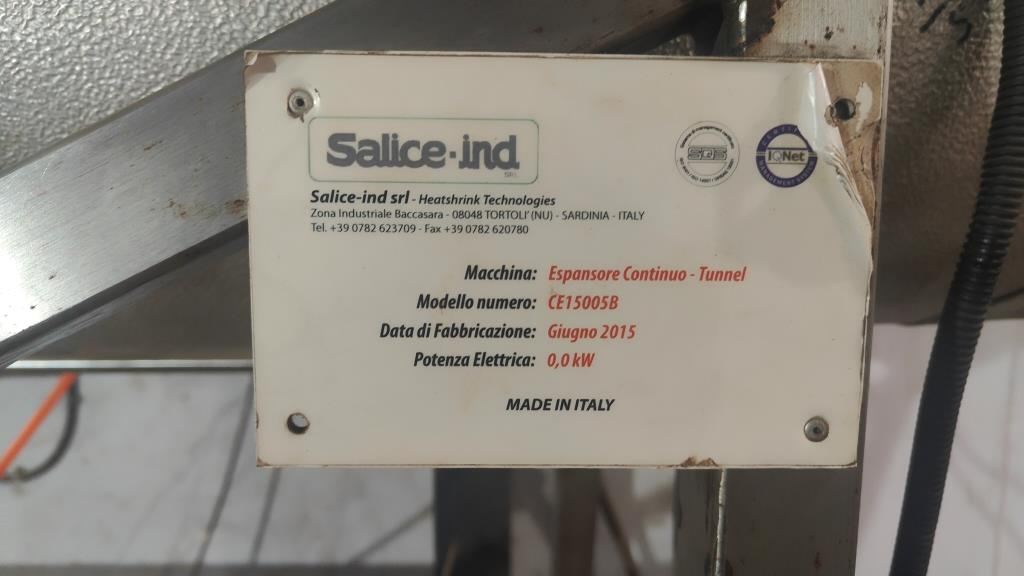 Salice-ind
SRL
SQS
IQNet
Salice-ind srl - Heatshrink Technologies
Zona Industriale Baccasara - 08048 TORTOLI' (NU) - SARDINIA - ITALY
Tel. +39 0782 623709 - Fax +39 0782 620780
Macchina: Espansore Continuo - Tunnel
Modello numero: CE15005B
Data di Fabbricazione: Giugno 2015
Potenza Elettrica: 0,0 kW
MADE IN ITALY